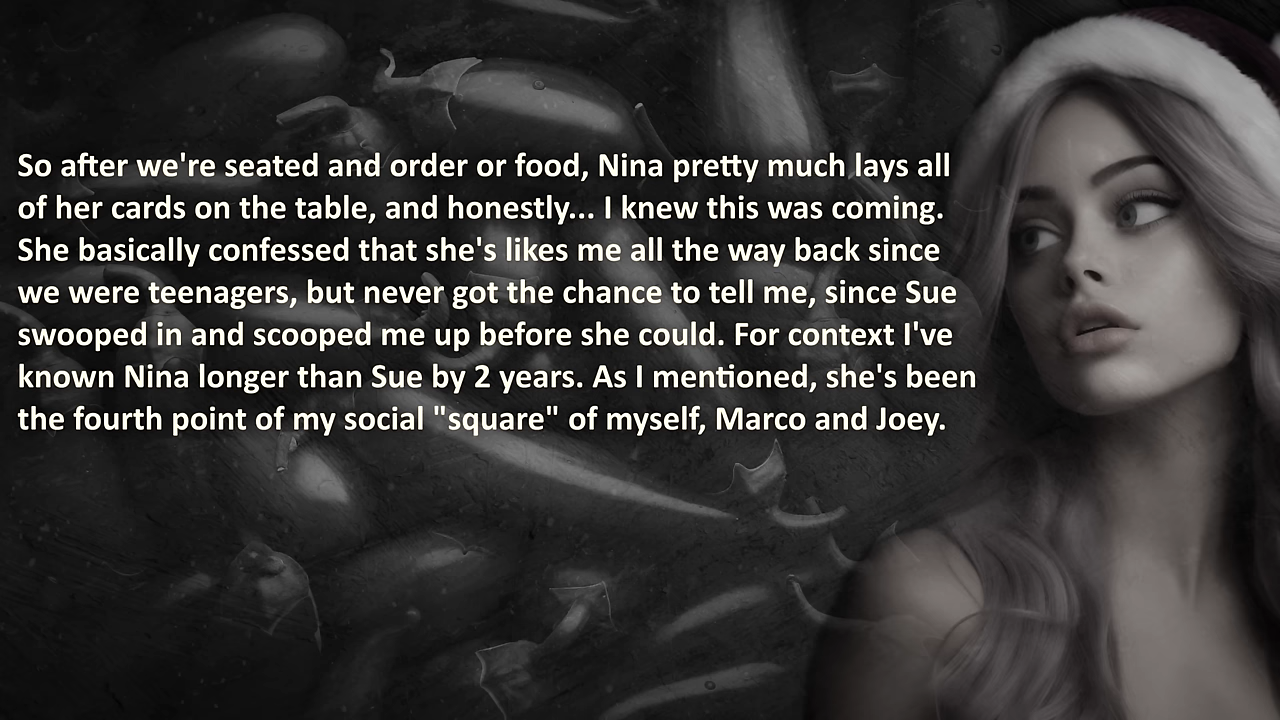 So after we're seated and order or food, Nina pretty much lays all
of her cards on the table, and honestly... I knew this was coming.
She basically confessed that she's likes me all the way back since
we were teenagers, but never got the chance to tell me, since Sue
swooped in and scooped me up before she could. For context I've
known Nina longer than Sue by 2 years. As I mentioned, she's been
the fourth point of my social "square" of myself, Marco and Joey.